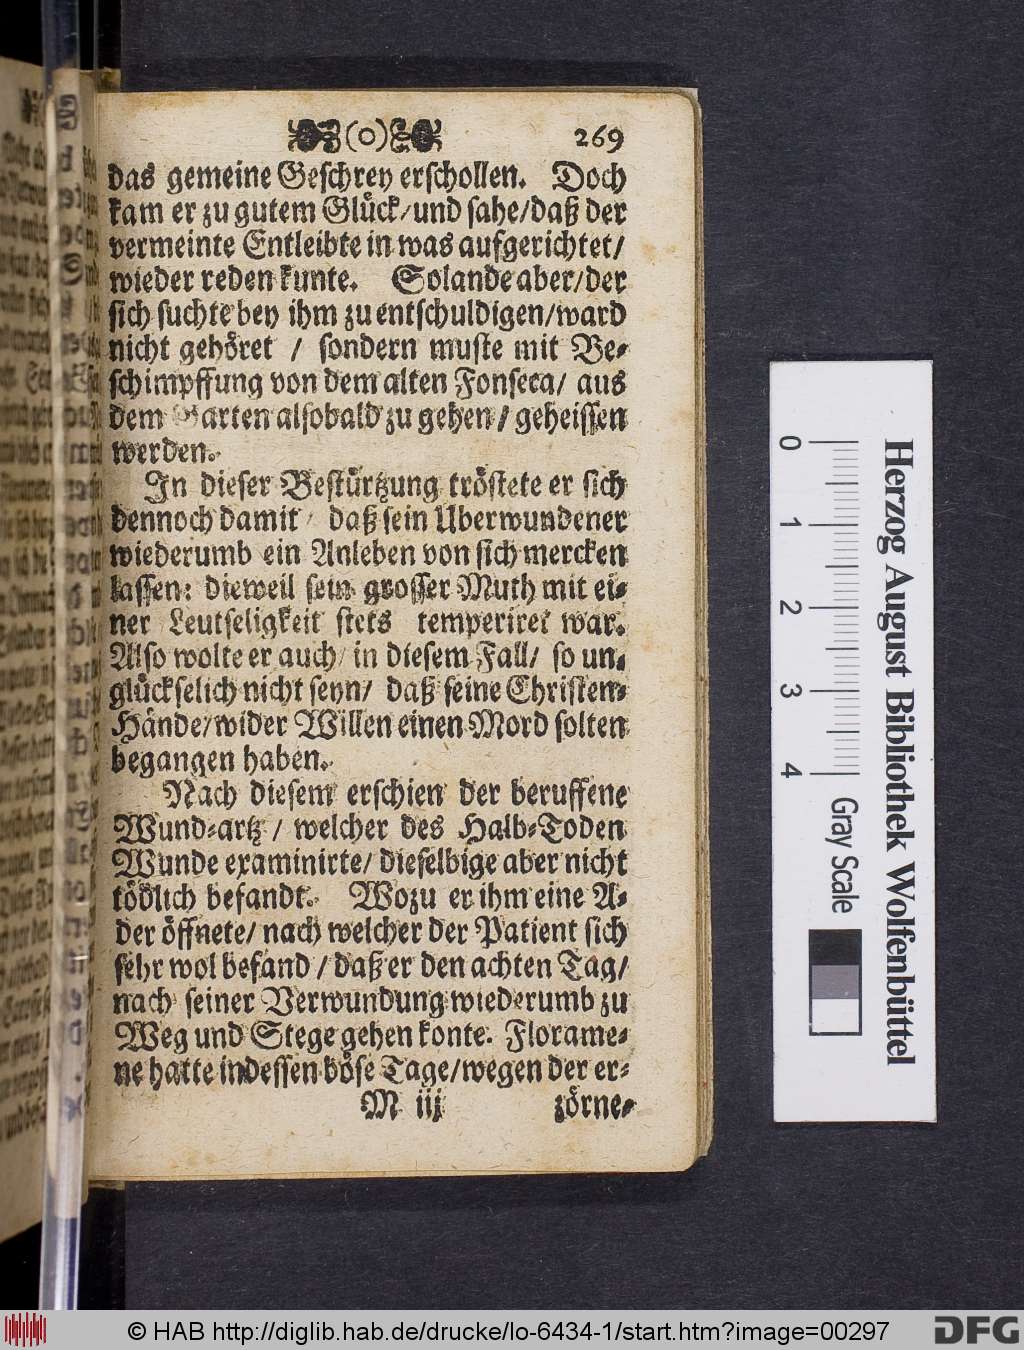 (o) 269
das gemeine Geschrey erschollen. Doch
kam er zu gutem Glück/ und sahe/ daß der
vermeinte Entleibte in was aufgerichtet/
wieder reden kunte. Solande aber/ der
sich suchte bey ihm zu entschuldigen/ ward
nicht gehöret / sondern muste mit Be-
schimpffung von dem alten Fonseca/ aus
dem Garten alsobald zu gehen/ geheissen
werden.
In dieser Bestürtzung tröstete er sich
dennoch damit/ daß sein Uberwundener
wiederumb ein Anleben von sich mercken
lassen: dieweil sein grosser Muth mit ei-
ner Leutseligkeit stets temperiret war.
Also wolte er auch/ in diesem Fall/ so un-
glückselich nicht seyn/ daß seine Christen-
Hände/ wider Willen einen Mord solten
begangen haben.
Nach diesem erschien der beruffene
Wund-artz / welcher des Halb-Toden
Wunde examinirte/ dieselbige aber nicht
tödlich befandt. Wozu er ihm eine A-
der öffnete/ nach welcher der Patient sich
sehr wol befand / daß er den achten Tag/
nach seiner Verwundung wiederumb zu
Weg und Stege gehen konte. Florame-
ne hatte indessen böse Tage/ wegen der er-
M iij zörne-
0 1 2 3 4
Gray Scale
Herzog August Bibliothek Wolfenbüttel
© HAB http://diglib.hab.de/drucke/lo-6434-1/start.htm?image=00297
DFG